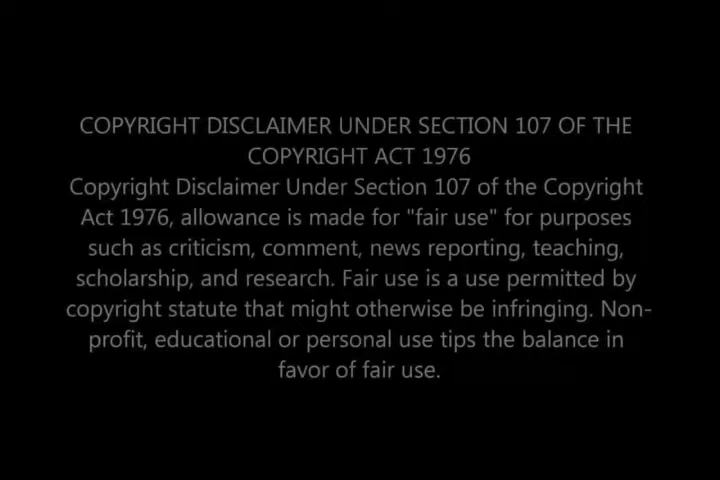 COPYRIGHT DISCLAIMER UNDER SECTION 107 OF THE
COPYRIGHT ACT 1976
Copyright Disclaimer Under Section 107 of the Copyright
Act 1976, allowance is made for "fair use" for purposes
such as criticism, comment, news reporting, teaching,
scholarship, and research. Fair use is a use permitted by
copyright statute that might otherwise be infringing. Non-
profit, educational or personal use tips the balance in
favor of fair use.